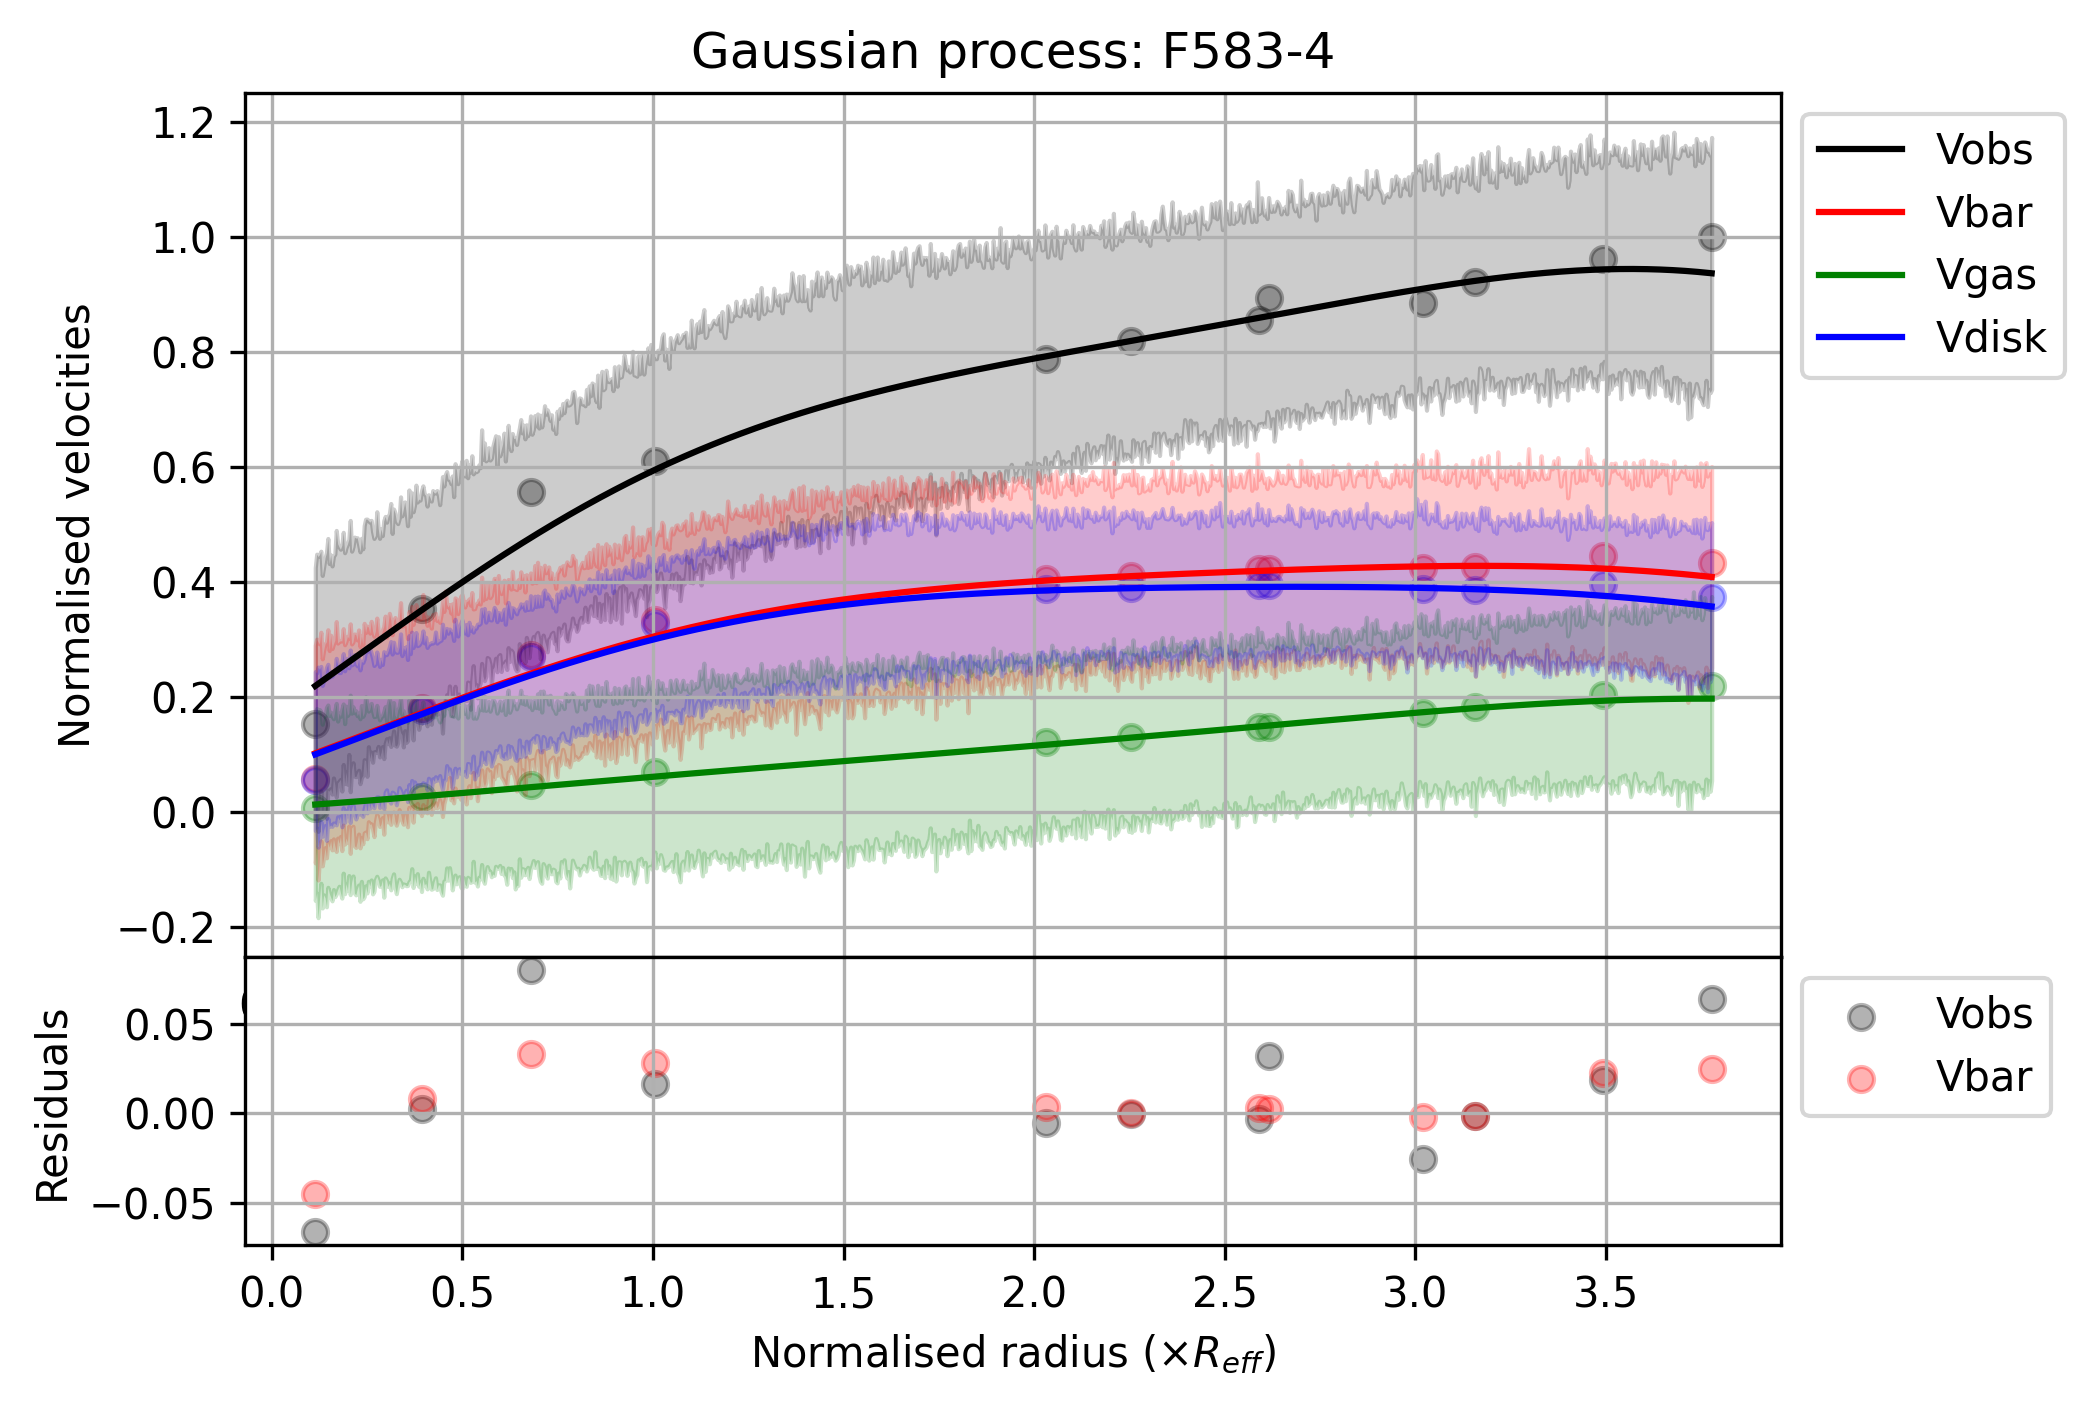 Gaussian process: F583-4
Normalised velocities
1.2
1.0
0.8
0.6
0.4
0.2
0.0
−0.2
Vobs
Vbar
Vgas
Vdisk
Residuals
0.05
0.00
−0.05
Vobs
Vbar
0.0 0.5 1.0 1.5 2.0 2.5 3.0 3.5
Normalised radius (×R_eff)